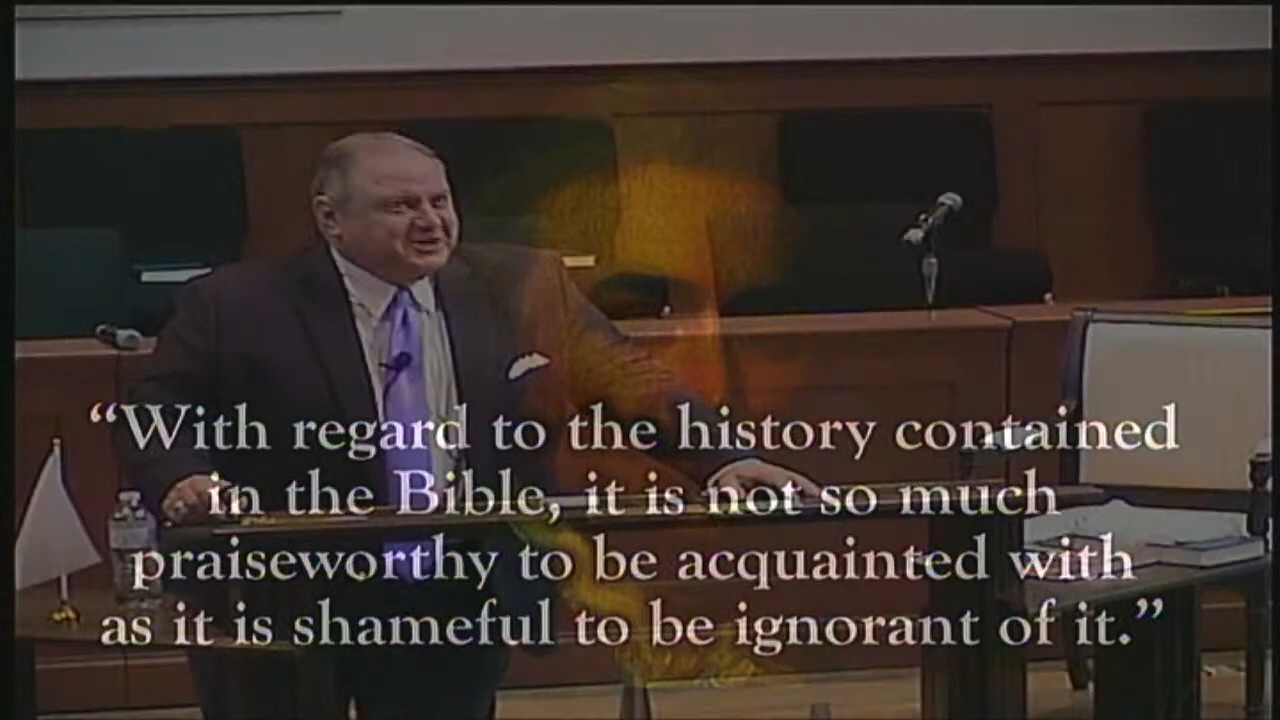 “With regard to the history contained
in the Bible, it is not so much
praiseworthy to be acquainted with
as it is shameful to be ignorant of it.”